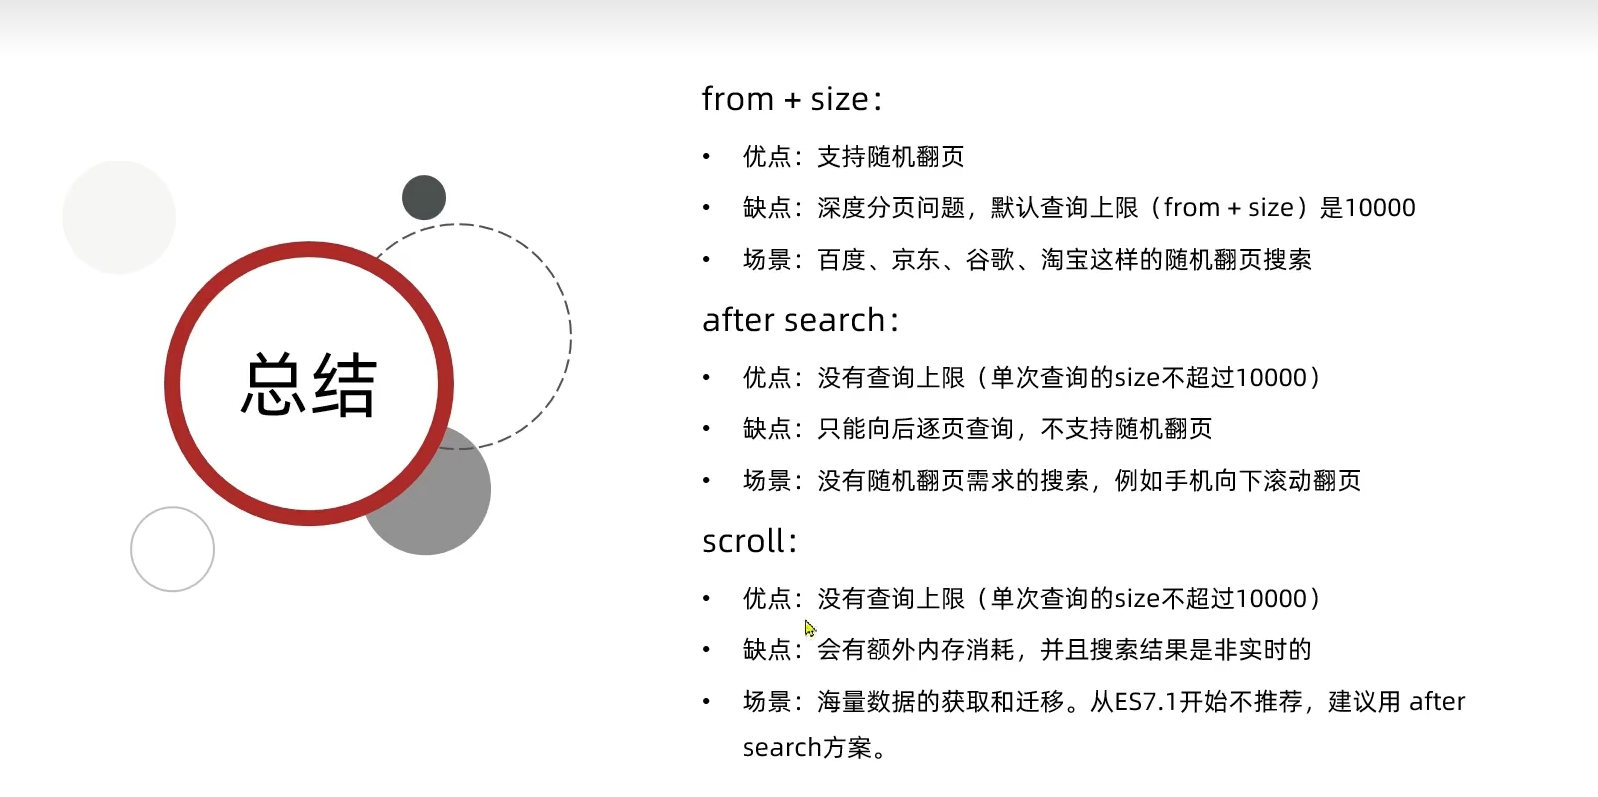 总结
from + size：
• 优点：支持随机翻页
• 缺点：深度分页问题，默认查询上限（from + size）是10000
• 场景：百度、京东、谷歌、淘宝这样的随机翻页搜索
after search：
• 优点：没有查询上限（单次查询的size不超过10000）
• 缺点：只能向后逐页查询，不支持随机翻页
• 场景：没有随机翻页需求的搜索，例如手机向下滚动翻页
scroll：
• 优点：没有查询上限（单次查询的size不超过10000）
• 缺点：会有额外内存消耗，并且搜索结果是非实时的
• 场景：海量数据的获取和迁移。从ES7.1开始不推荐，建议用 after
search方案。